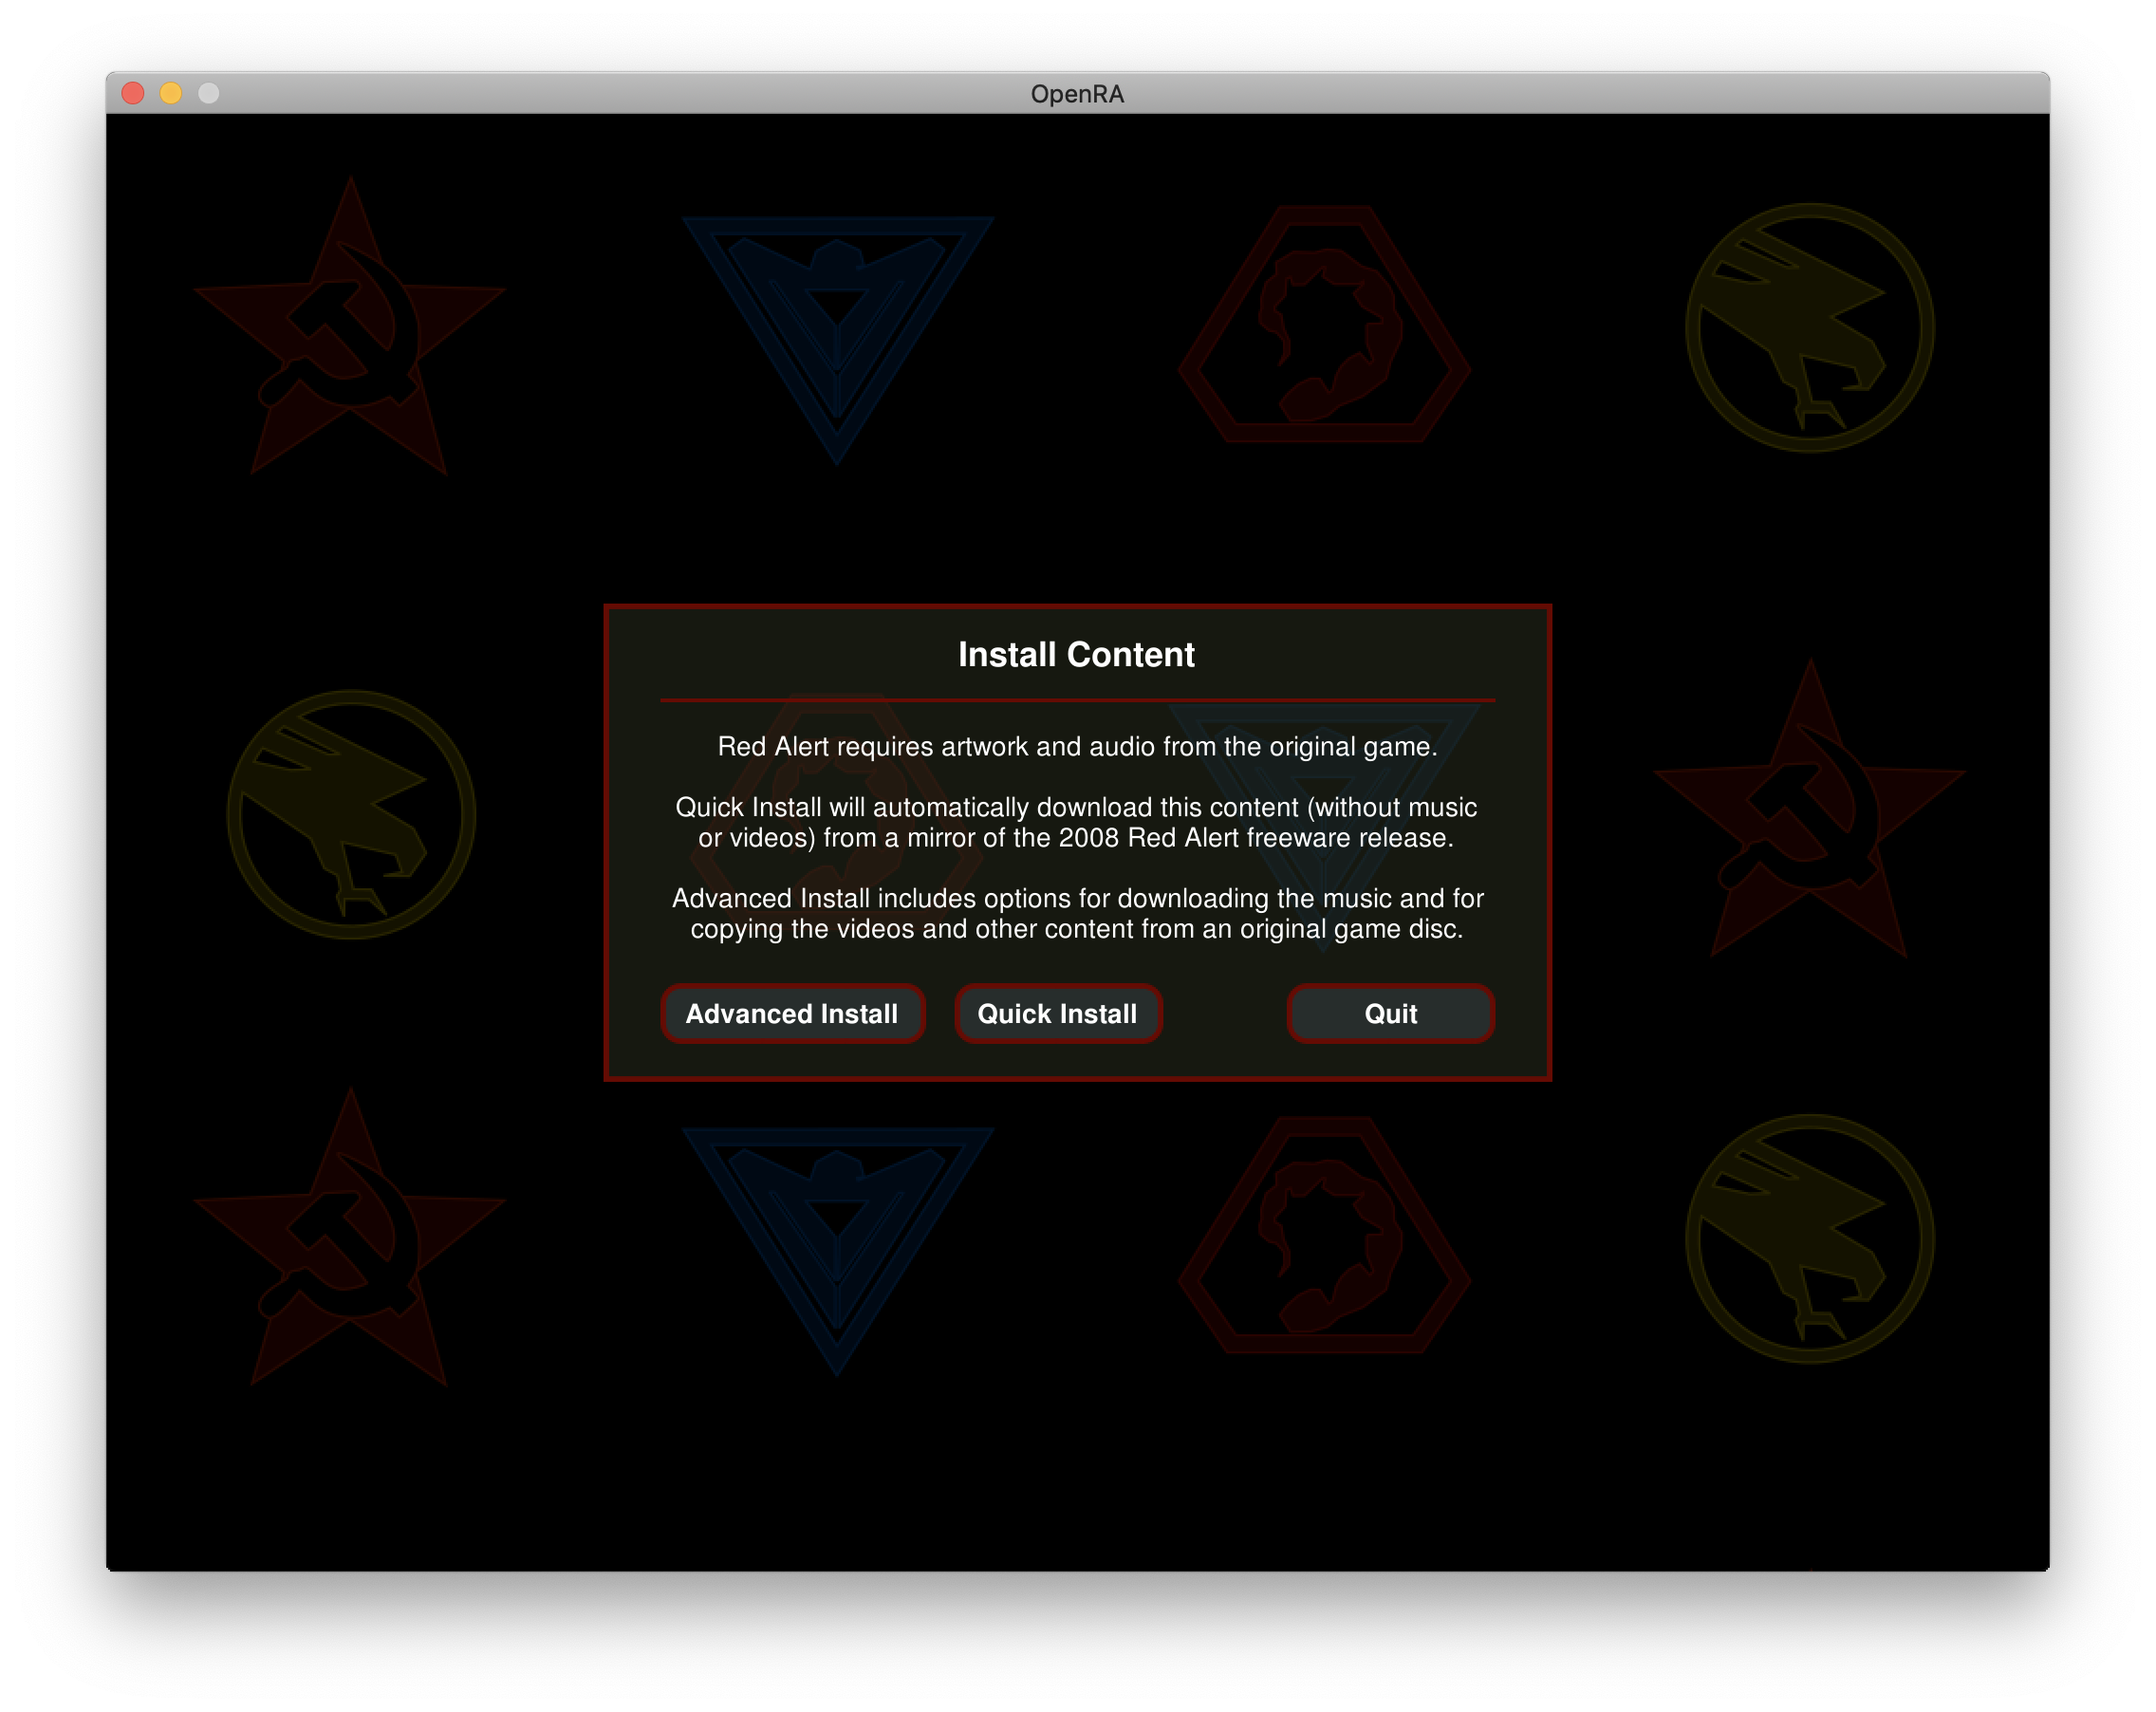 OpenRA
Install Content
Red Alert requires artwork and audio from the original game.
Quick Install will automatically download this content (without music
or videos) from a mirror of the 2008 Red Alert freeware release.
Advanced Install includes options for downloading the music and for
copying the videos and other content from an original game disc.
Advanced Install
Quick Install
Quit